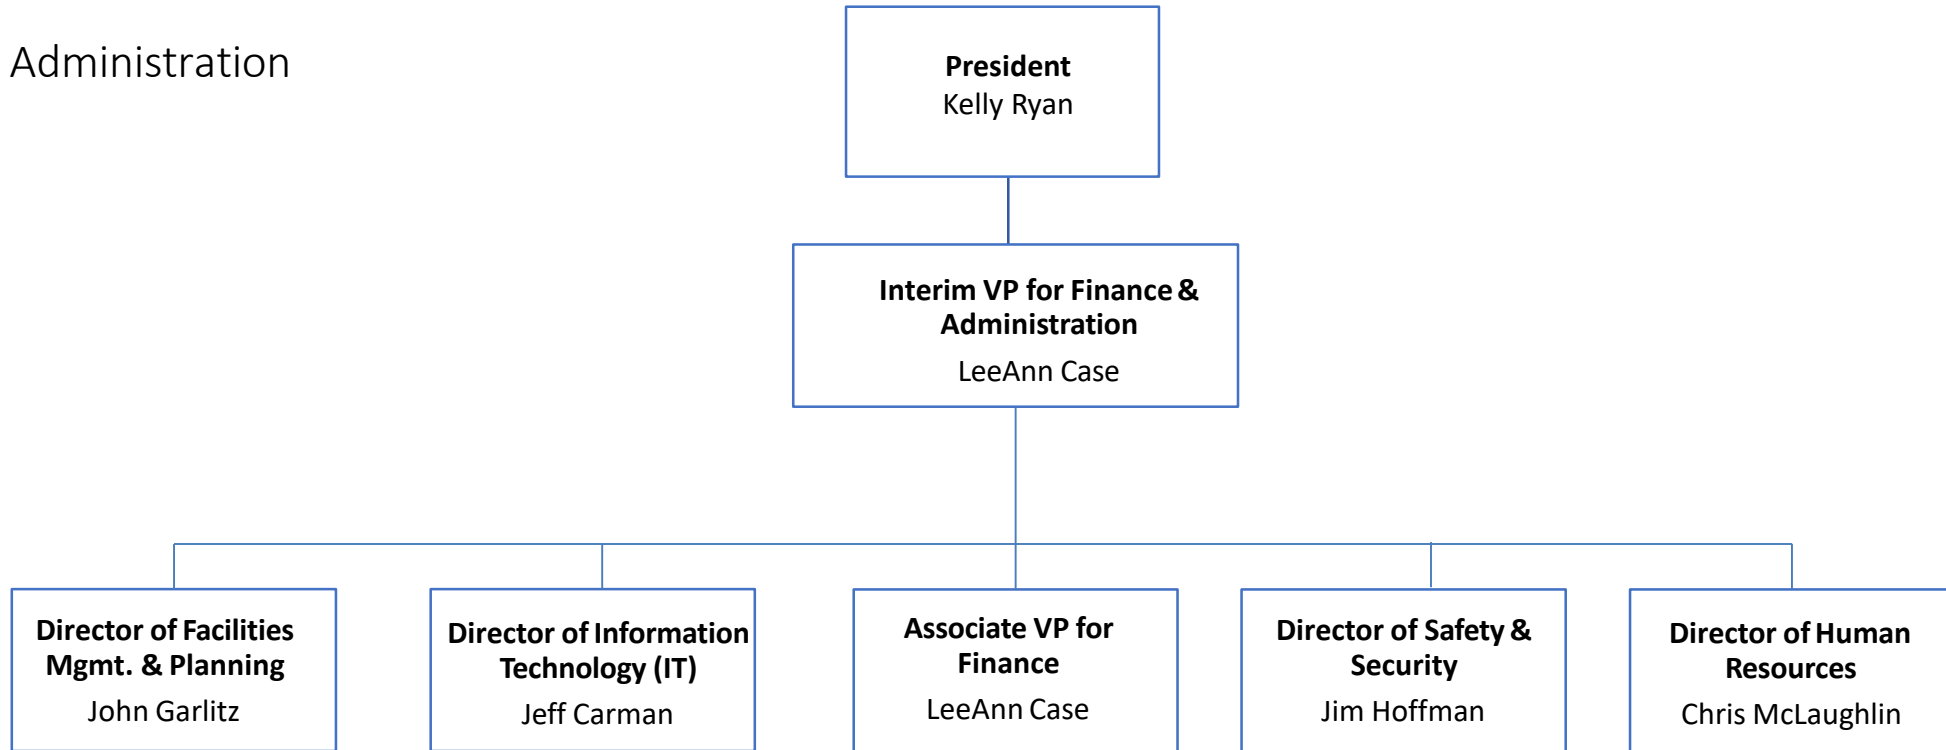 Administration
President
Kelly Ryan
Interim VP for Finance &
Administration
LeeAnn Case
Director of Facilities
Mgmt. & Planning
John Garlitz
Director of Information
Technology (IT)
Jeff Carman
Associate VP for
Finance
LeeAnn Case
Director of Safety &
Security
Jim Hoffman
Director of Human
Resources
Chris McLaughlin